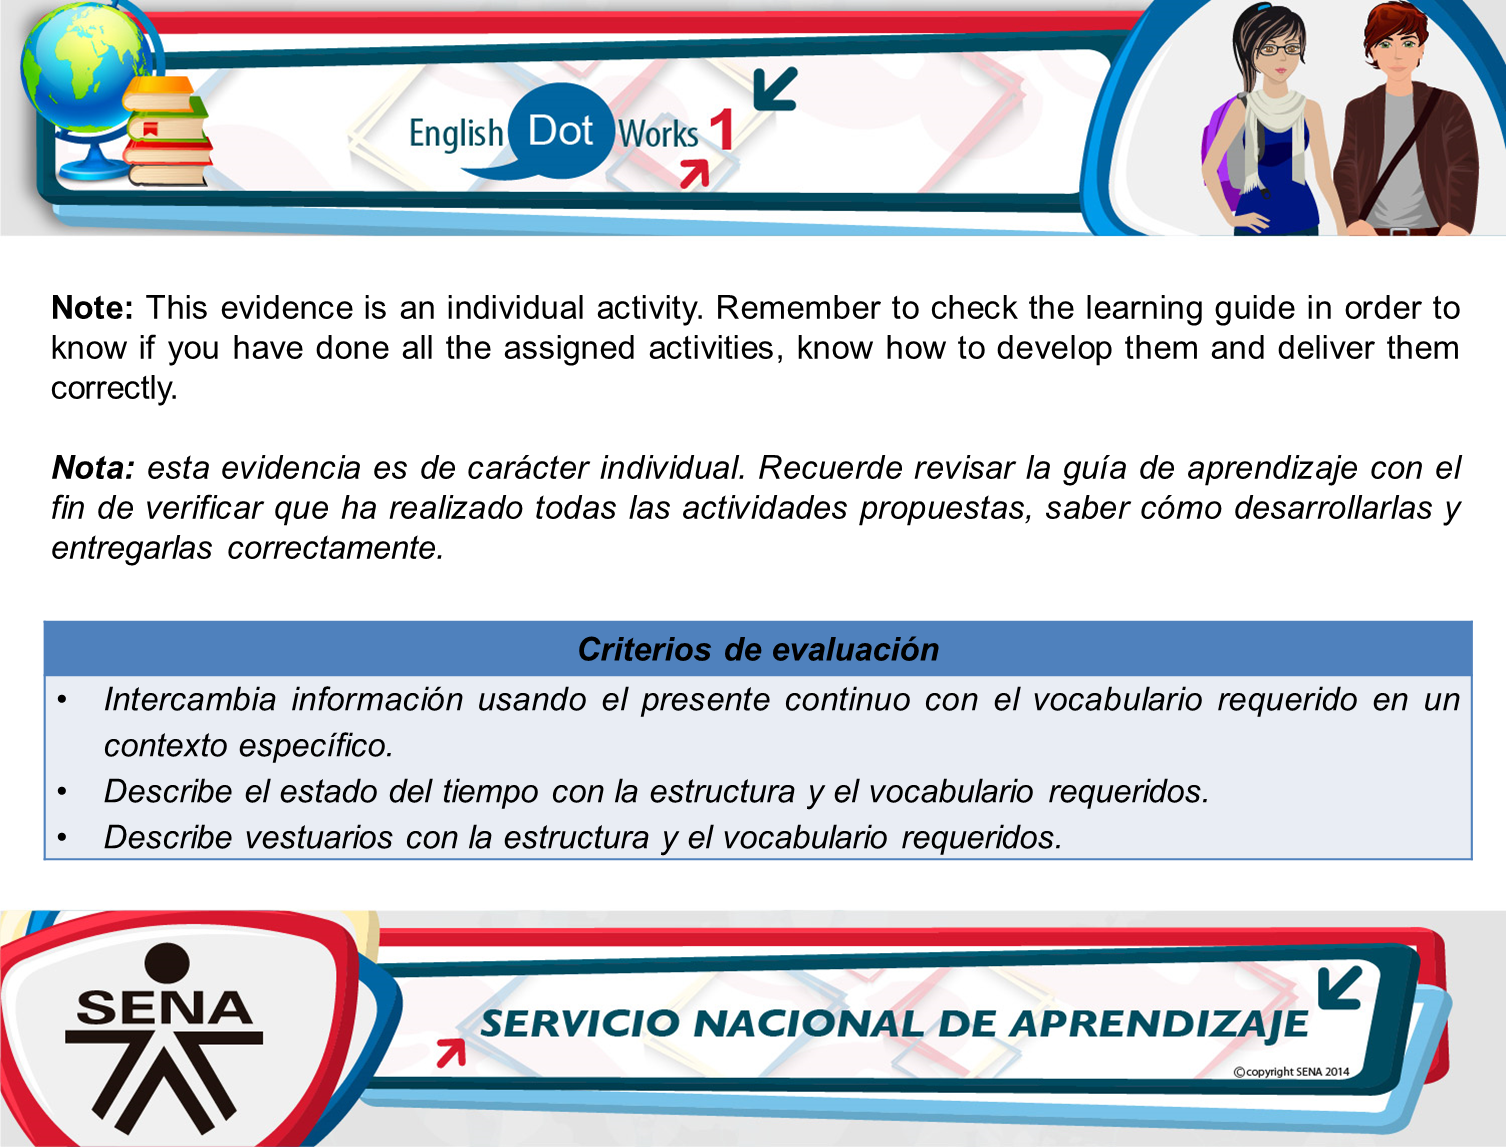 English Dot Works 1
Note: This evidence is an individual activity. Remember to check the learning guide in order to
know if you have done all the assigned activities, know how to develop them and deliver them
correctly.
Nota: esta evidencia es de carácter individual. Recuerde revisar la guía de aprendizaje con el
fin de verificar que ha realizado todas las actividades propuestas, saber cómo desarrollarlas y
entregarlas correctamente.
Criterios de evaluación
• Intercambia información usando el presente continuo con el vocabulario requerido en un
contexto específico.
• Describe el estado del tiempo con la estructura y el vocabulario requeridos.
• Describe vestuarios con la estructura y el vocabulario requeridos.
SENA
SERVICIO NACIONAL DE APRENDIZAJE
©copyright SENA 2014